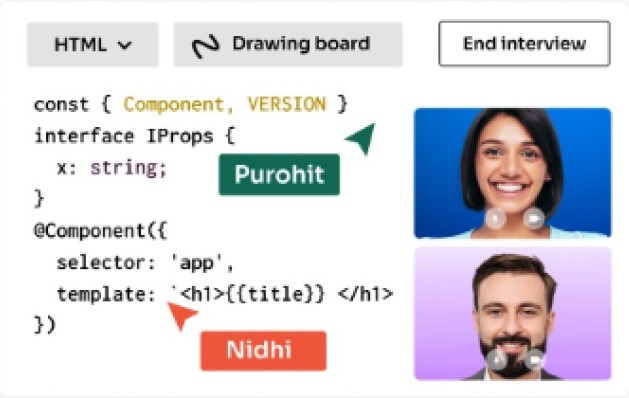 HTML
Drawing board
End interview
const { Component, VERSION }
interface IProps {
x: string;
}
Purohit
@Component({
selector: 'app',
template: `<h1>{{title}} </h1>
})
Nidhi